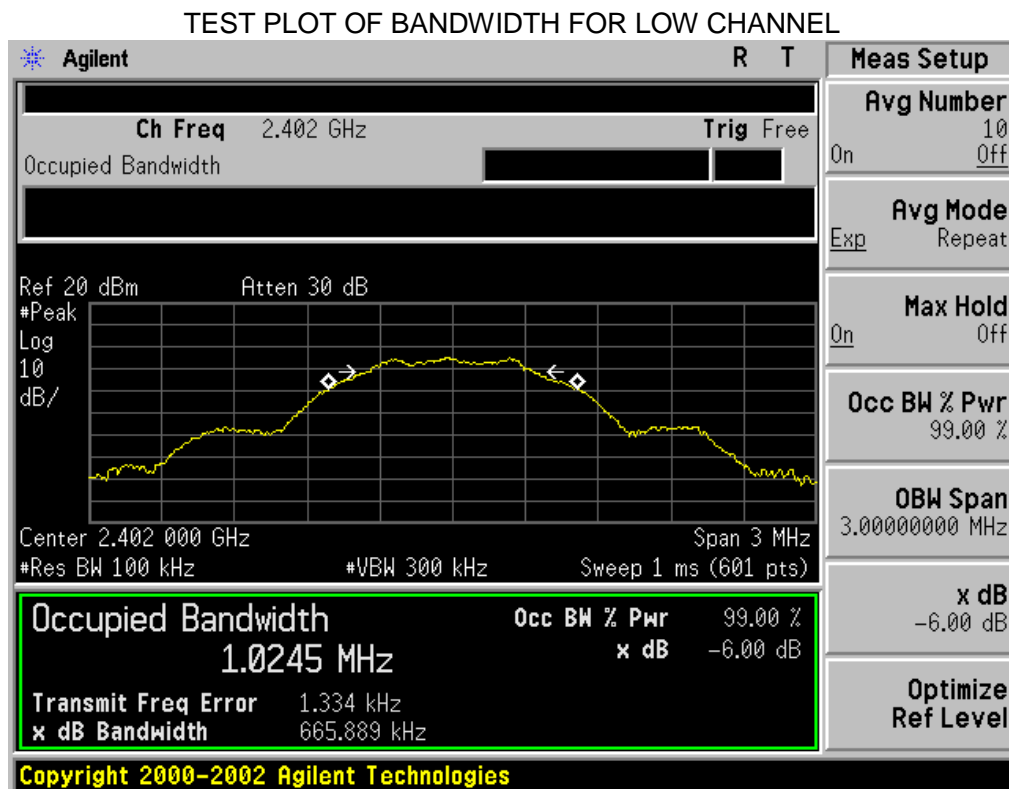 TEST PLOT OF BANDWIDTH FOR LOW CHANNEL
Agilent R T
Ch Freq 2.402 GHz Trig Free
Occupied Bandwidth
Ref 20 dBm Atten 30 dB
#Peak
Log
10
dB/
Center 2.402 000 GHz Span 3 MHz
#Res BW 100 kHz #VBW 300 kHz Sweep 1 ms (601 pts)
Occupied Bandwidth Occ BW % Pwr 99.00 %
1.0245 MHz x dB -6.00 dB
Transmit Freq Error 1.334 kHz
x dB Bandwidth 665.889 kHz
Copyright 2000-2002 Agilent Technologies
Meas Setup
Avg Number
10
On Off
Avg Mode
Exp Repeat
Max Hold
On Off
Occ BW % Pwr
99.00 %
OBW Span
3.00000000 MHz
x dB
-6.00 dB
Optimize
Ref Level